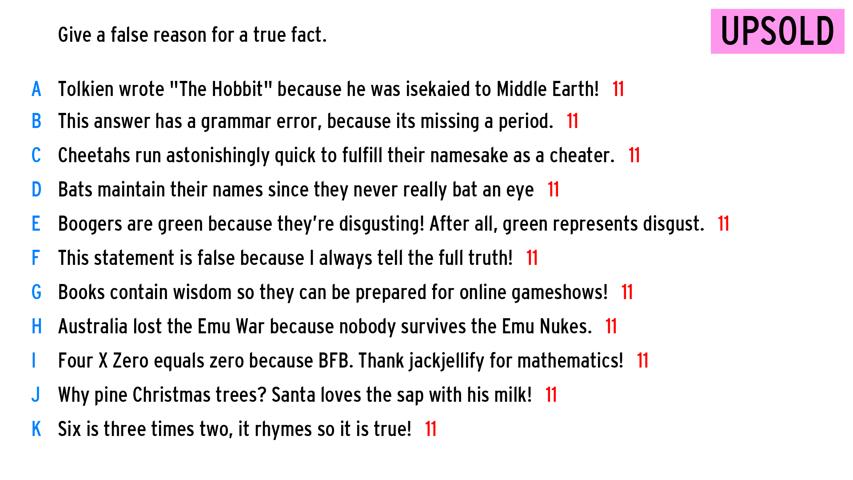 Give a false reason for a true fact.
UPSOLD
A Tolkien wrote "The Hobbit" because he was isekaied to Middle Earth! 11
B This answer has a grammar error, because its missing a period. 11
C Cheetahs run astonishingly quick to fulfill their namesake as a cheater. 11
D Bats maintain their names since they never really bat an eye 11
E Boogers are green because they’re disgusting! After all, green represents disgust. 11
F This statement is false because I always tell the full truth! 11
G Books contain wisdom so they can be prepared for online gameshows! 11
H Australia lost the Emu War because nobody survives the Emu Nukes. 11
I Four X Zero equals zero because BFB. Thank jackjellify for mathematics! 11
J Why pine Christmas trees? Santa loves the sap with his milk! 11
K Six is three times two, it rhymes so it is true! 11